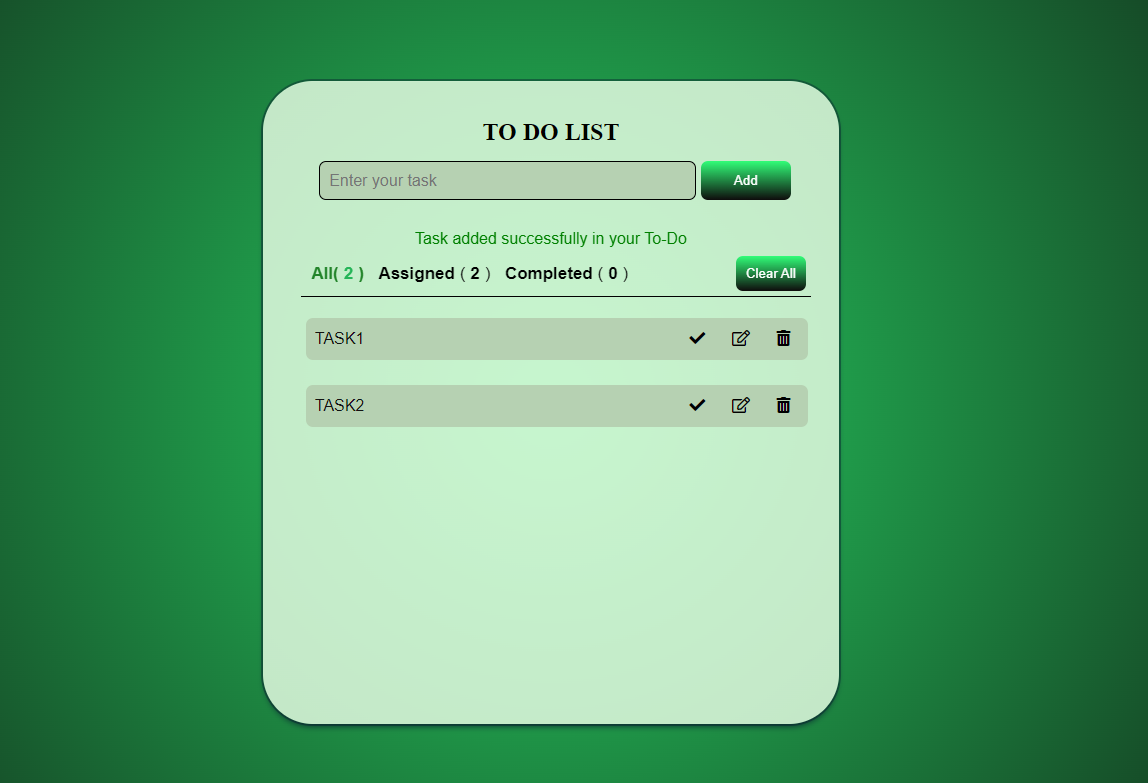 TO DO LIST
Enter your task
Add
Task added successfully in your To-Do
All( 2 ) Assigned ( 2 ) Completed ( 0 ) Clear All
TASK1
TASK2